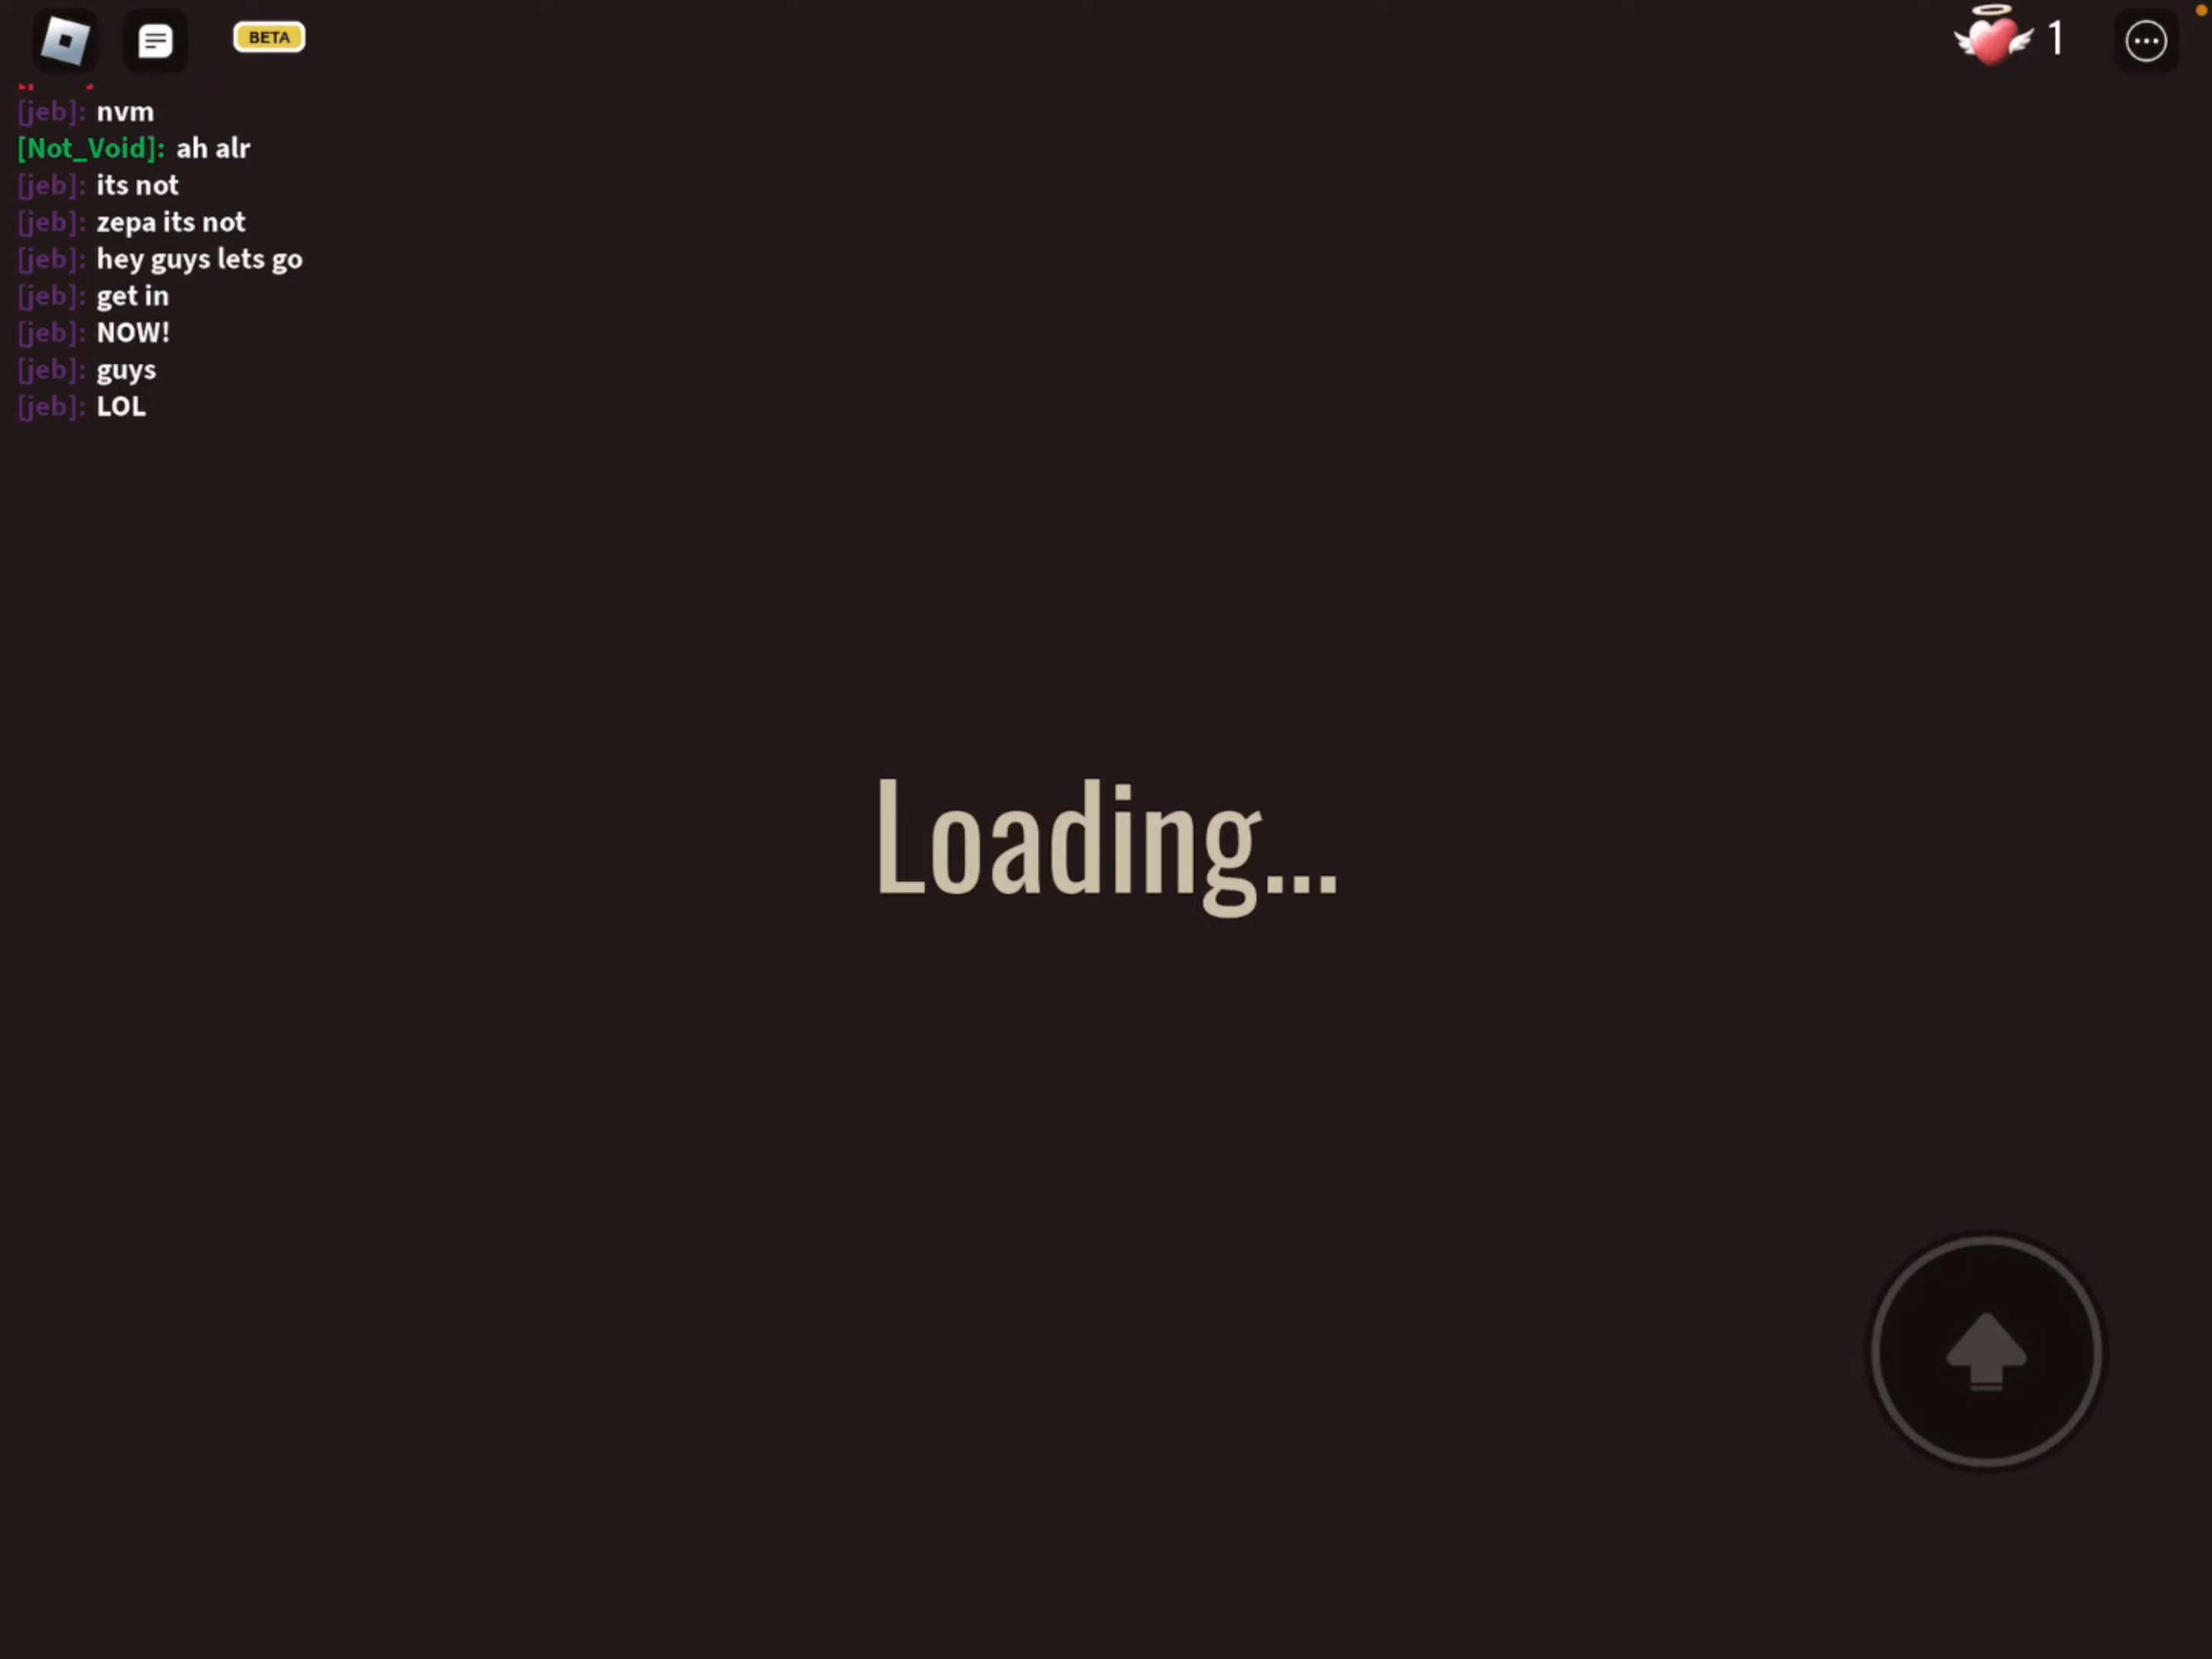 BETA
1
[jeb]: nvm
[Not_Void]: ah alr
[jeb]: its not
[jeb]: zepa its not
[jeb]: hey guys lets go
[jeb]: get in
[jeb]: NOW!
[jeb]: guys
[jeb]: LOL
Loading...